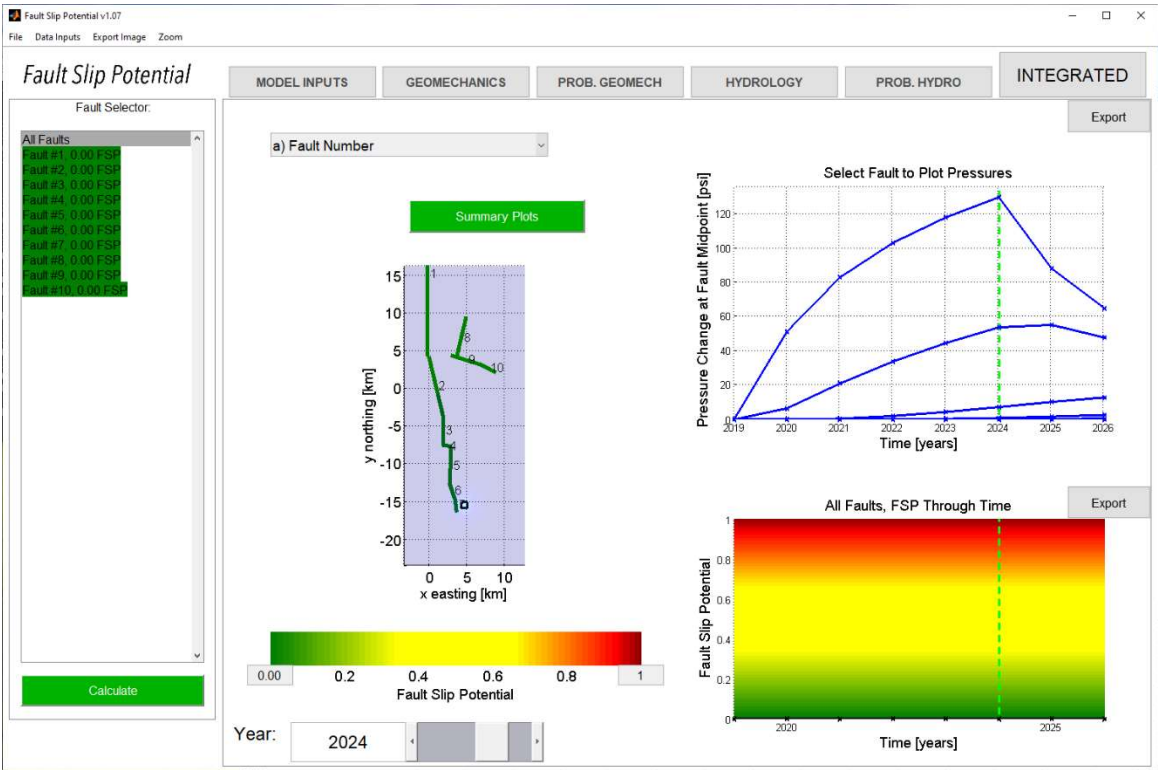 Fault Slip Potential v1.07
File Data Inputs Export Image Zoom
Fault Slip Potential
MODEL INPUTS GEOMECHANICS PROB. GEOMECH HYDROLOGY PROB. HYDRO INTEGRATED
Fault Selector:
All Faults
Fault #1, 0.00 FSP
Fault #2, 0.00 FSP
Fault #3, 0.00 FSP
Fault #4, 0.00 FSP
Fault #5, 0.00 FSP
Fault #6, 0.00 FSP
Fault #7, 0.00 FSP
Fault #8, 0.00 FSP
Fault #9, 0.00 FSP
Fault #10, 0.00 FSP
Calculate
a) Fault Number
Summary Plots
15
10
5
0
-5
-10
-15
-20
y northing [km]
1
8
9
10
2
3
4
5
6
0 5 10
x easting [km]
0.00 0.2 0.4 0.6 0.8 1
Fault Slip Potential
Year: 2024
Export
Select Fault to Plot Pressures
Pressure Change at Fault Midpoint [psi]
120
100
80
60
40
20
0
2019 2020 2021 2022 2023 2024 2025 2026
Time [years]
Export
All Faults, FSP Through Time
Fault Slip Potential
1
0.8
0.6
0.4
0.2
0
2020 2025
Time [years]